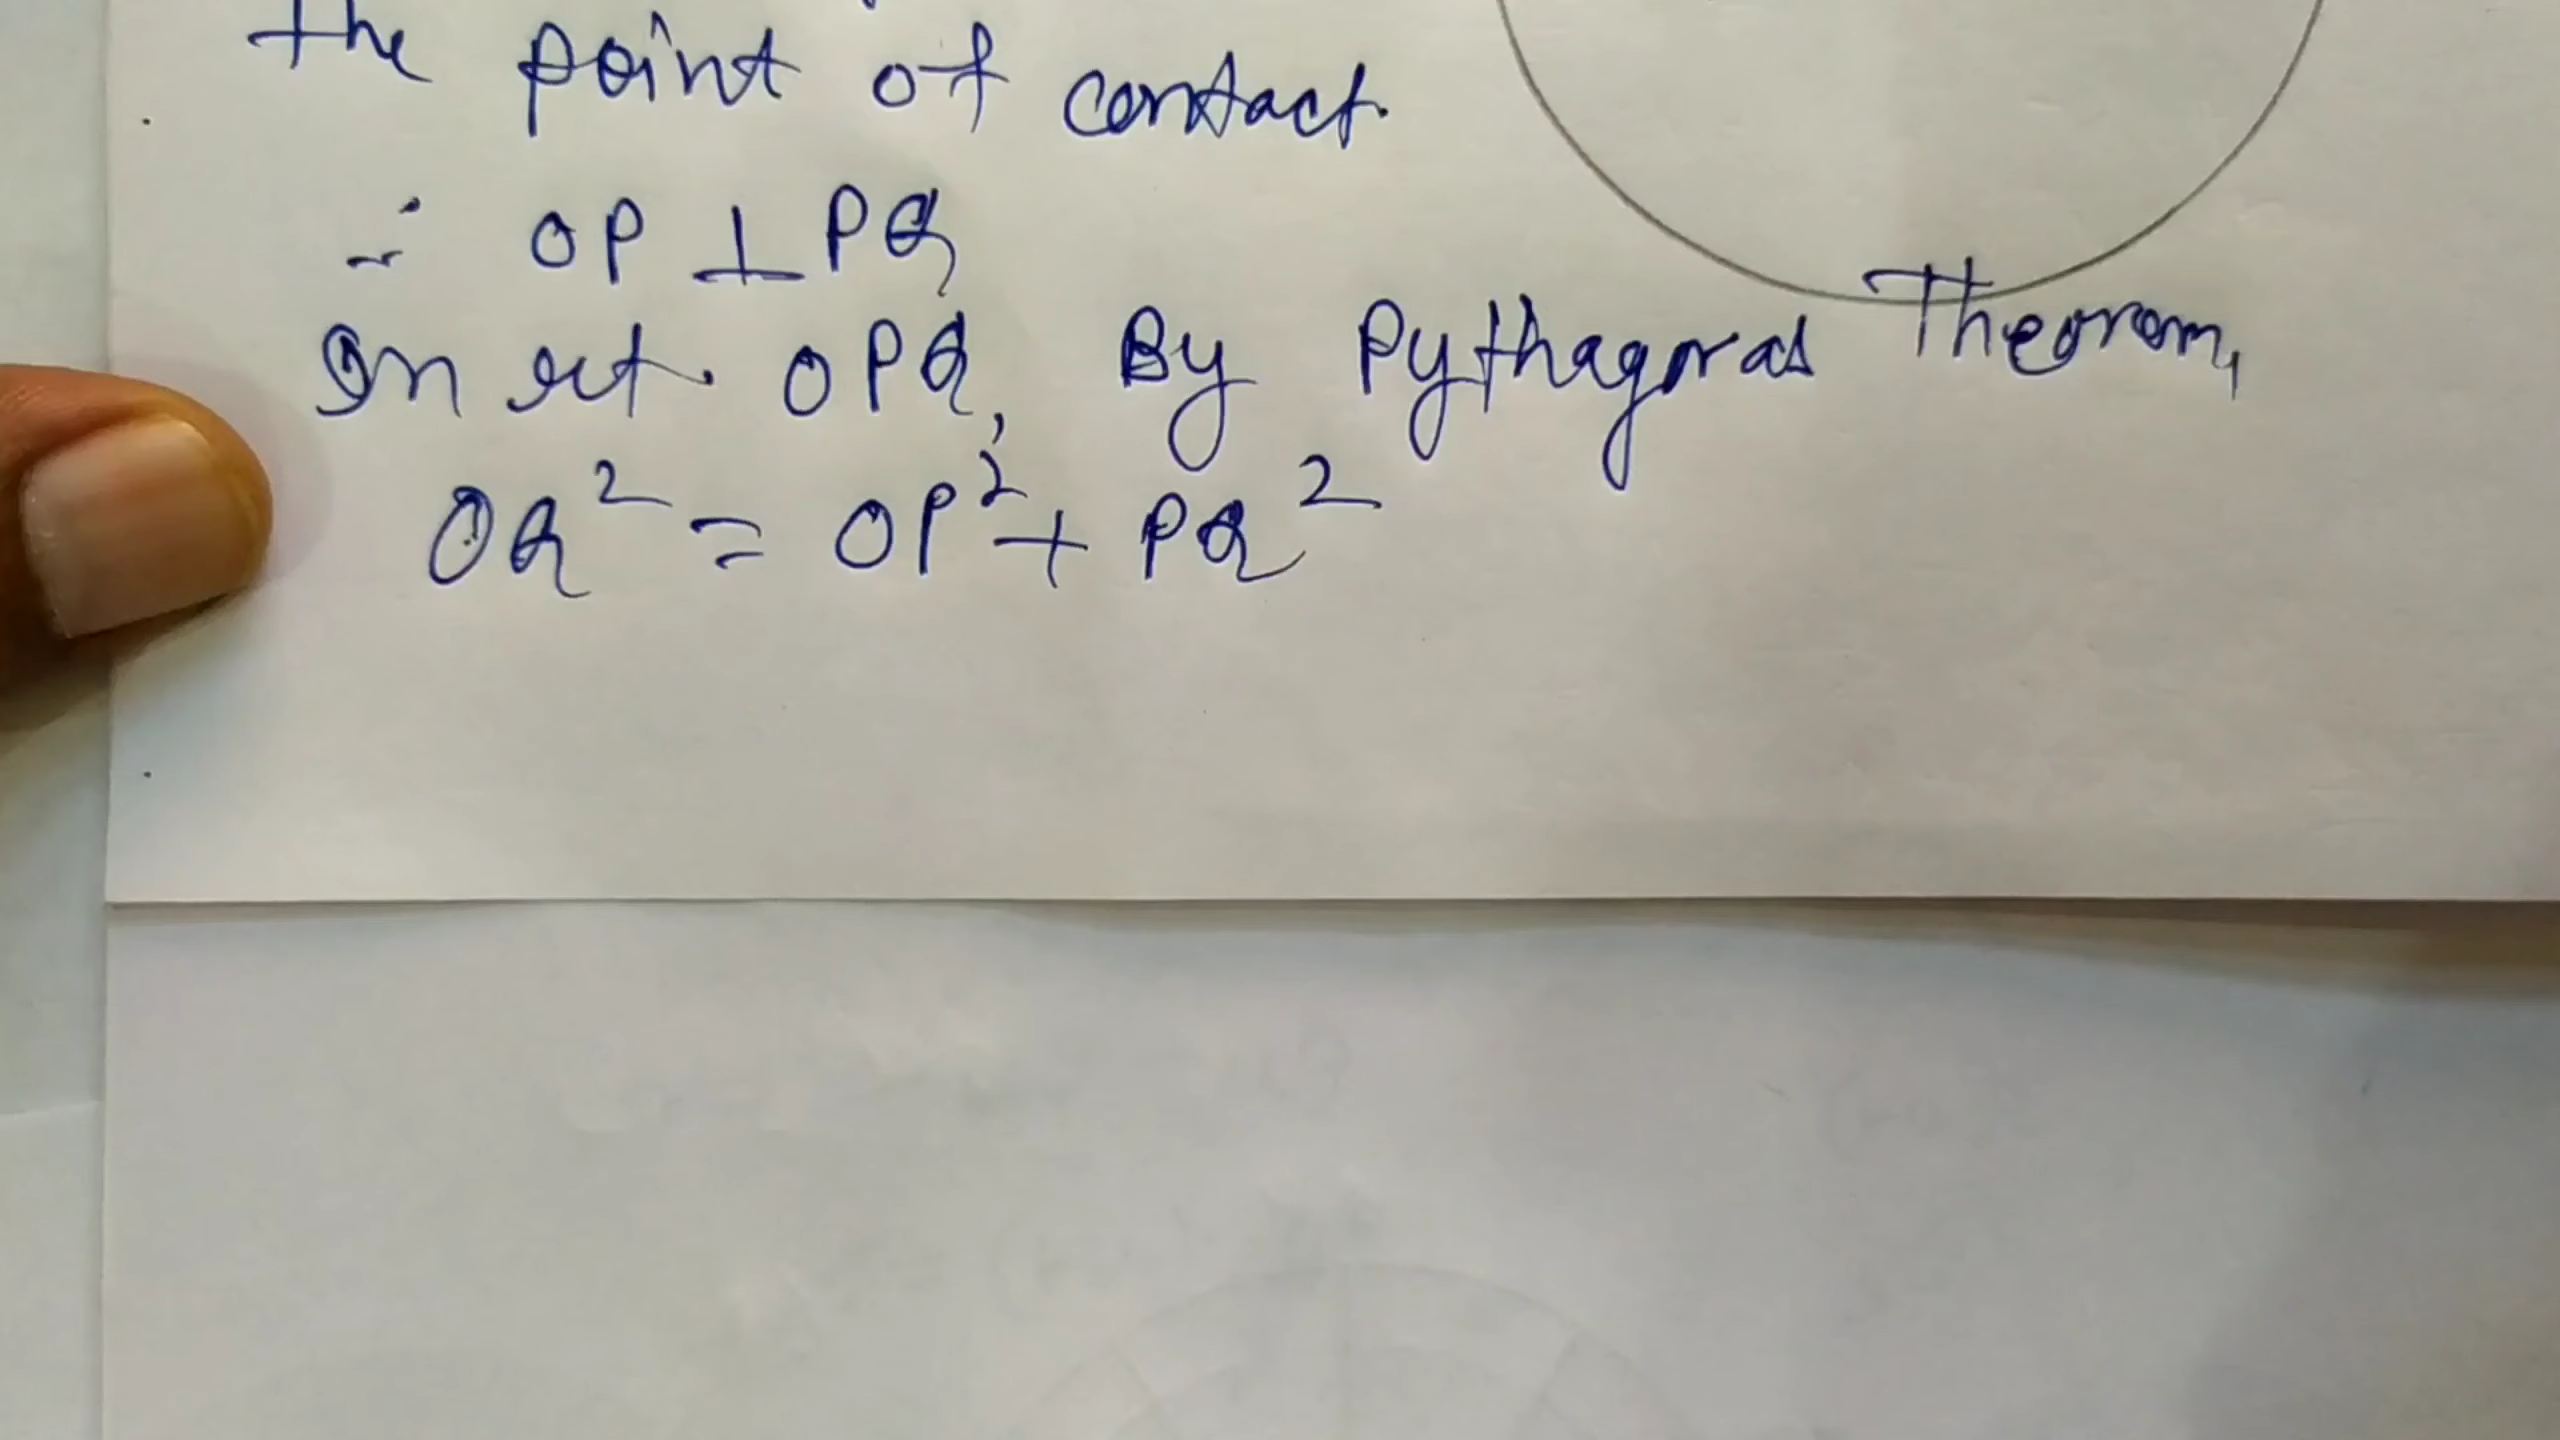 the point of contact.
∴ OP ⊥ PQ
In rt. OPQ, By Pythagoras Theorem,
OQ² = OP² + PQ²